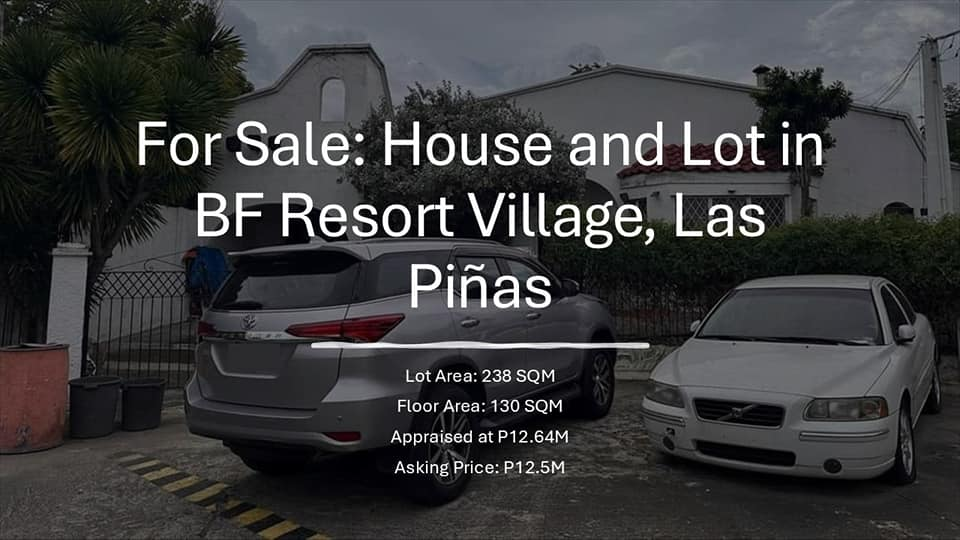 For Sale: House and Lot in
BF Resort Village, Las
Piñas
Lot Area: 238 SQM
Floor Area: 130 SQM
Appraised at P12.64M
Asking Price: P12.5M